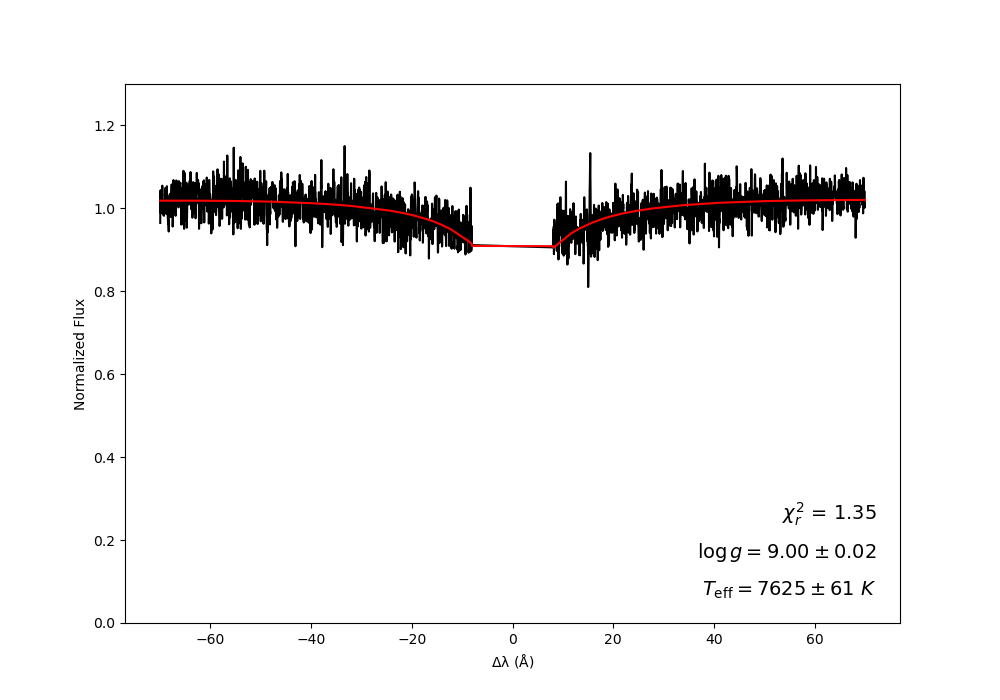 1.2
1.0
0.8
0.6
0.4
0.2
0.0
Normalized Flux
χ²ᵣ = 1.35
log g = 9.00 ± 0.02
T_eff = 7625 ± 61 K
−60 −40 −20 0 20 40 60
Δλ (Å)